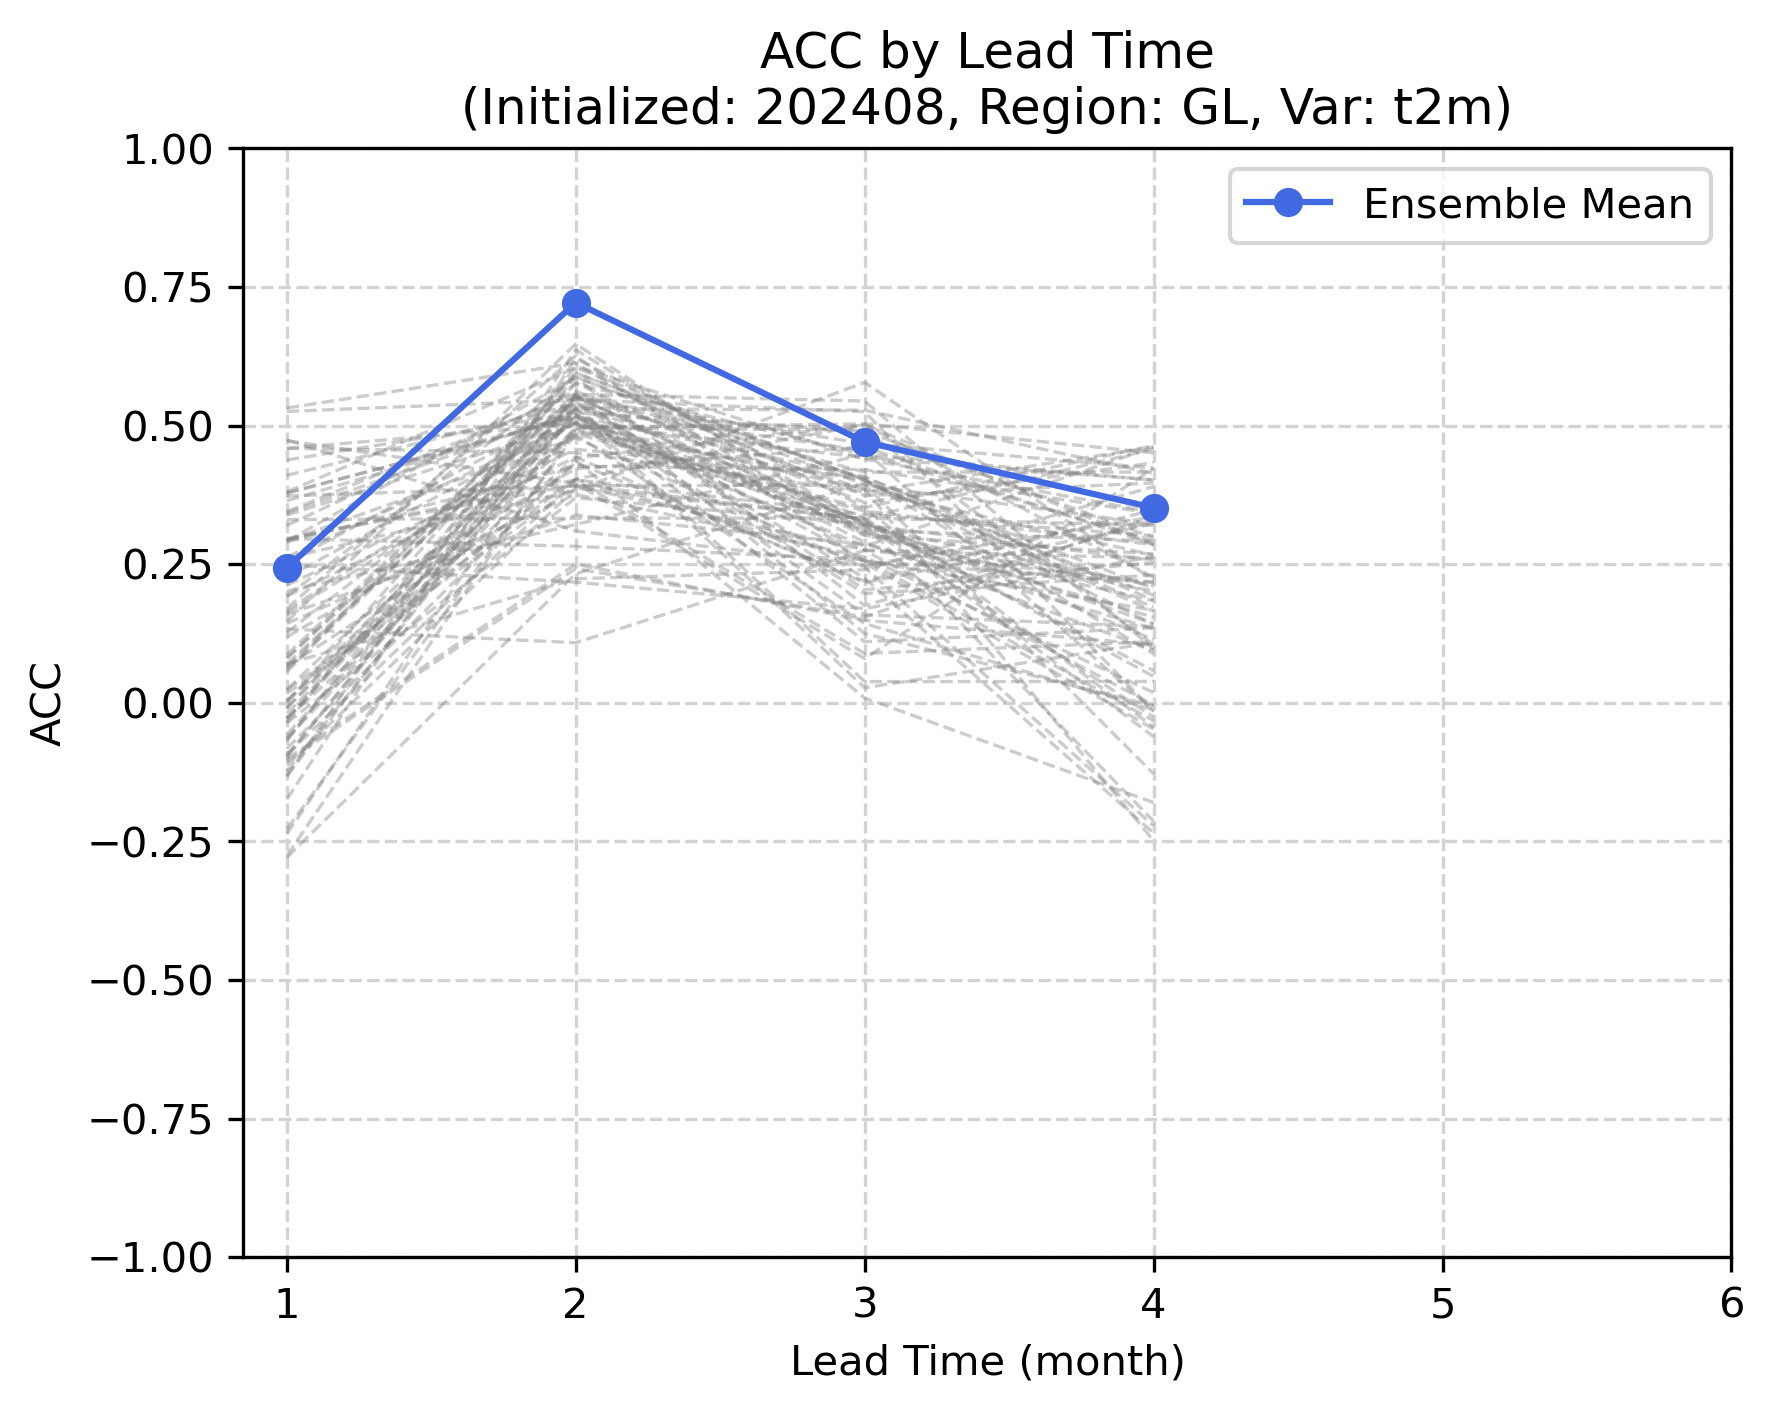 ACC by Lead Time
(Initialized: 202408, Region: GL, Var: t2m)
Ensemble Mean
1.00
0.75
0.50
0.25
0.00
−0.25
−0.50
−0.75
−1.00
ACC
1 2 3 4 5 6
Lead Time (month)